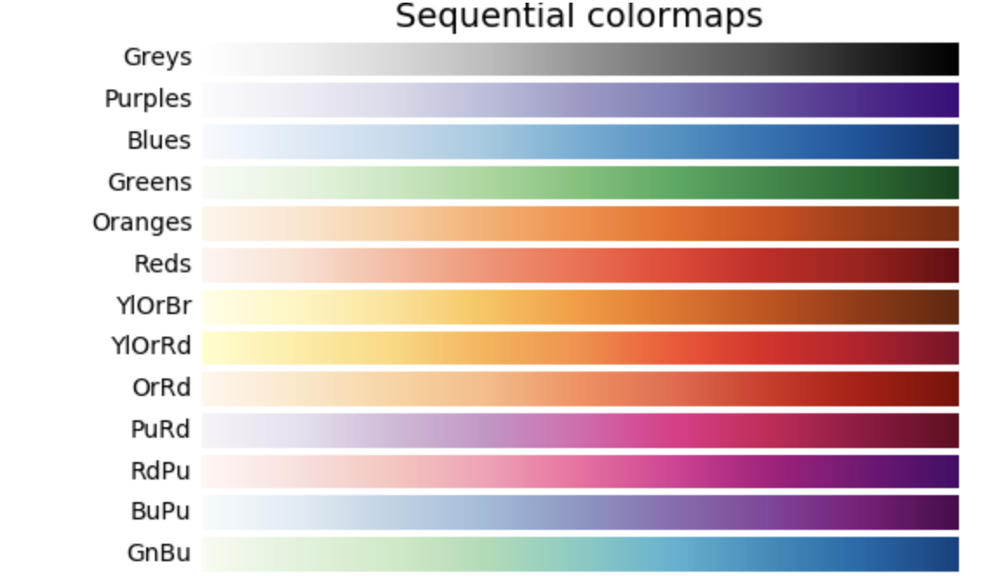 Sequential colormaps
Greys
Purples
Blues
Greens
Oranges
Reds
YlOrBr
YlOrRd
OrRd
PuRd
RdPu
BuPu
GnBu